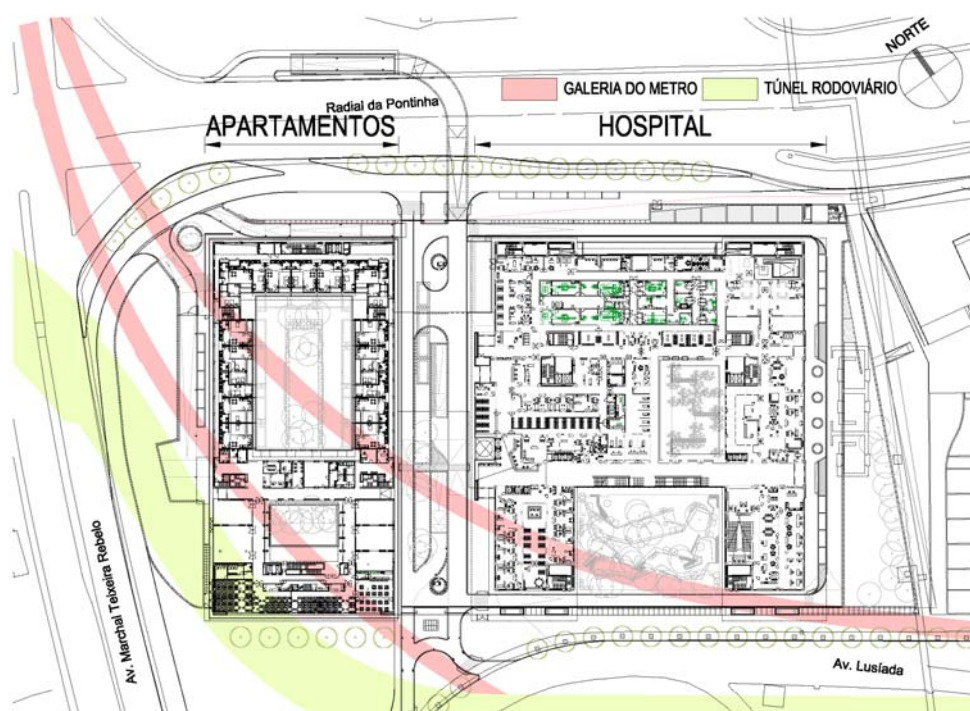 NORTE
GALERIA DO METRO
TÚNEL RODOVIÁRIO
Radial da Pontinha
APARTAMENTOS
HOSPITAL
Av. Marchal Teixeira Rebelo
Av. Lusíada